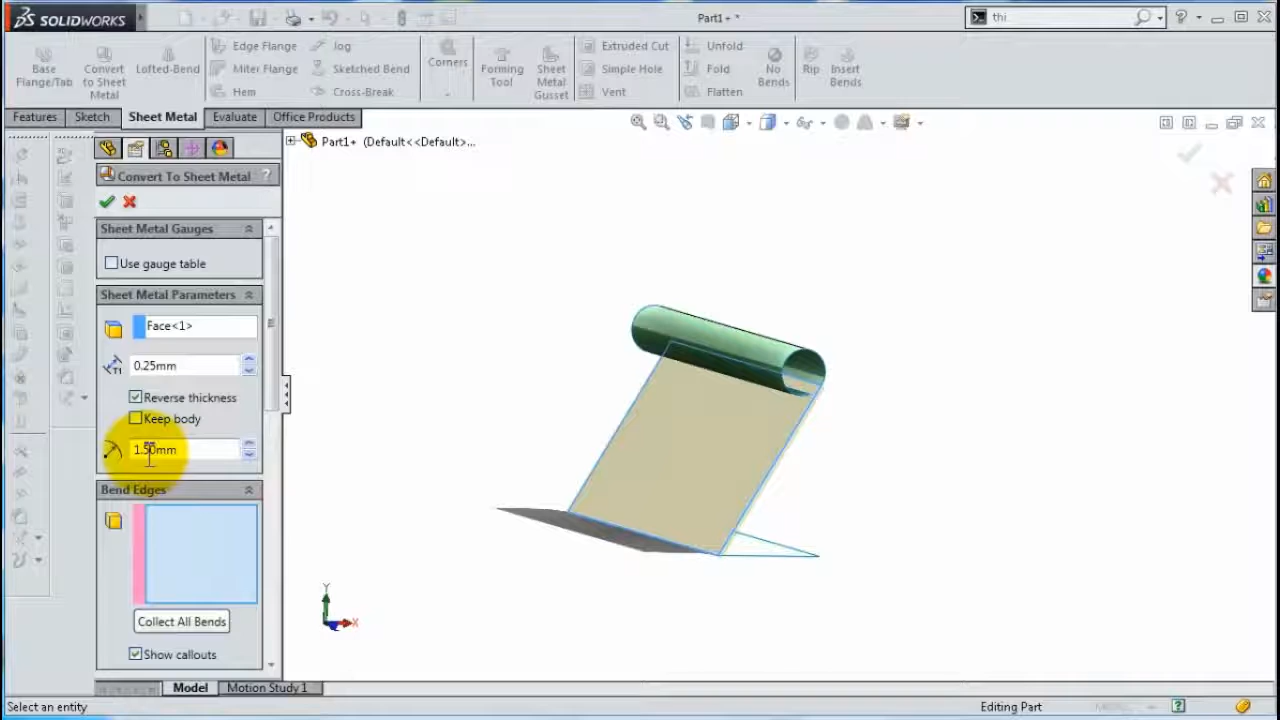 SOLIDWORKS
Part1+ *
thi
Base Flange/Tab
Convert to Sheet Metal
Lofted-Bend
Edge Flange
Miter Flange
Hem
Jog
Sketched Bend
Cross-Break
Corners
Forming Tool
Sheet Metal Gusset
Extruded Cut
Simple Hole
Vent
Unfold
Fold
Flatten
No Bends
Rip
Insert Bends
Features
Sketch
Sheet Metal
Evaluate
Office Products
Part1+ (Default<<Default>...
Convert To Sheet Metal ?
Sheet Metal Gauges
Use gauge table
Sheet Metal Parameters
Face<1>
T1
0.25mm
Reverse thickness
Keep body
1.50mm
Bend Edges
Collect All Bends
Show callouts
Y
X
Model
Motion Study 1
Select an entity
Editing Part